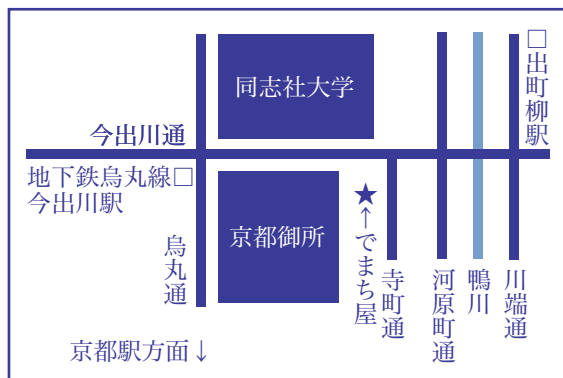 同志社大学
□出町柳駅
今出川通
地下鉄烏丸線□
今出川駅
京都御所
★←でまち屋
烏丸通
寺町通
河原町通
鴨川
川端通
京都駅方面↓